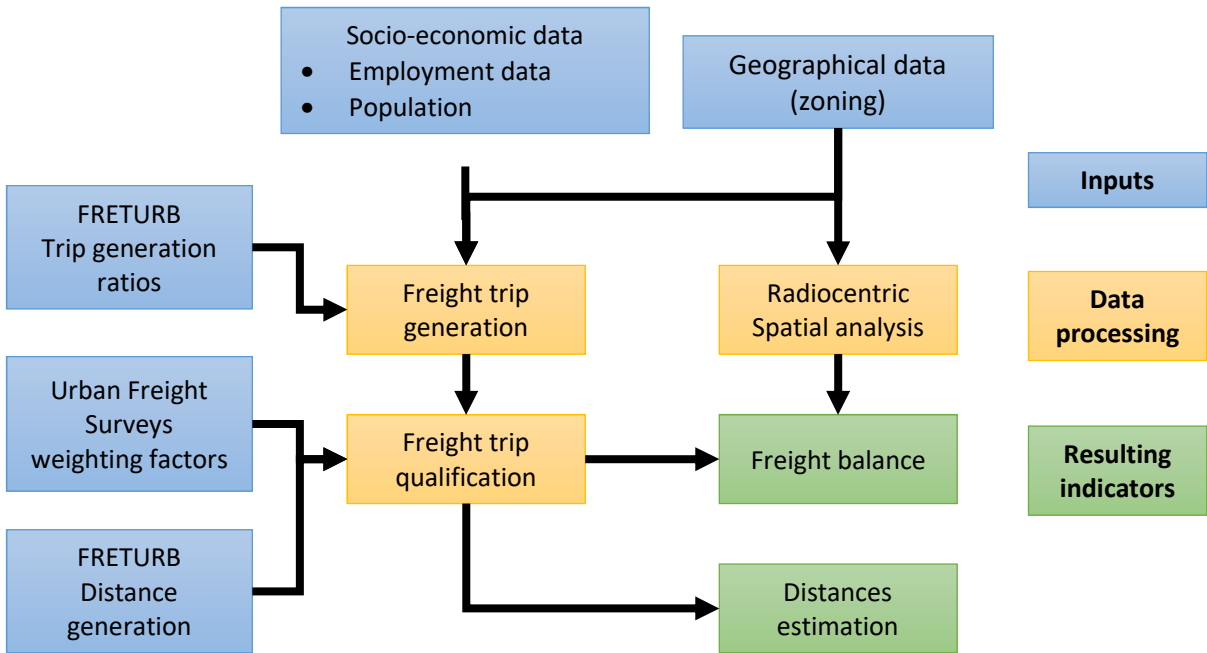 Socio-economic data
• Employment data
• Population
Geographical data
(zoning)
Inputs
FRETURB
Trip generation
ratios
Freight trip
generation
Radiocentric
Spatial analysis
Data
processing
Urban Freight
Surveys
weighting factors
Freight trip
qualification
Freight balance
Resulting
indicators
FRETURB
Distance
generation
Distances
estimation